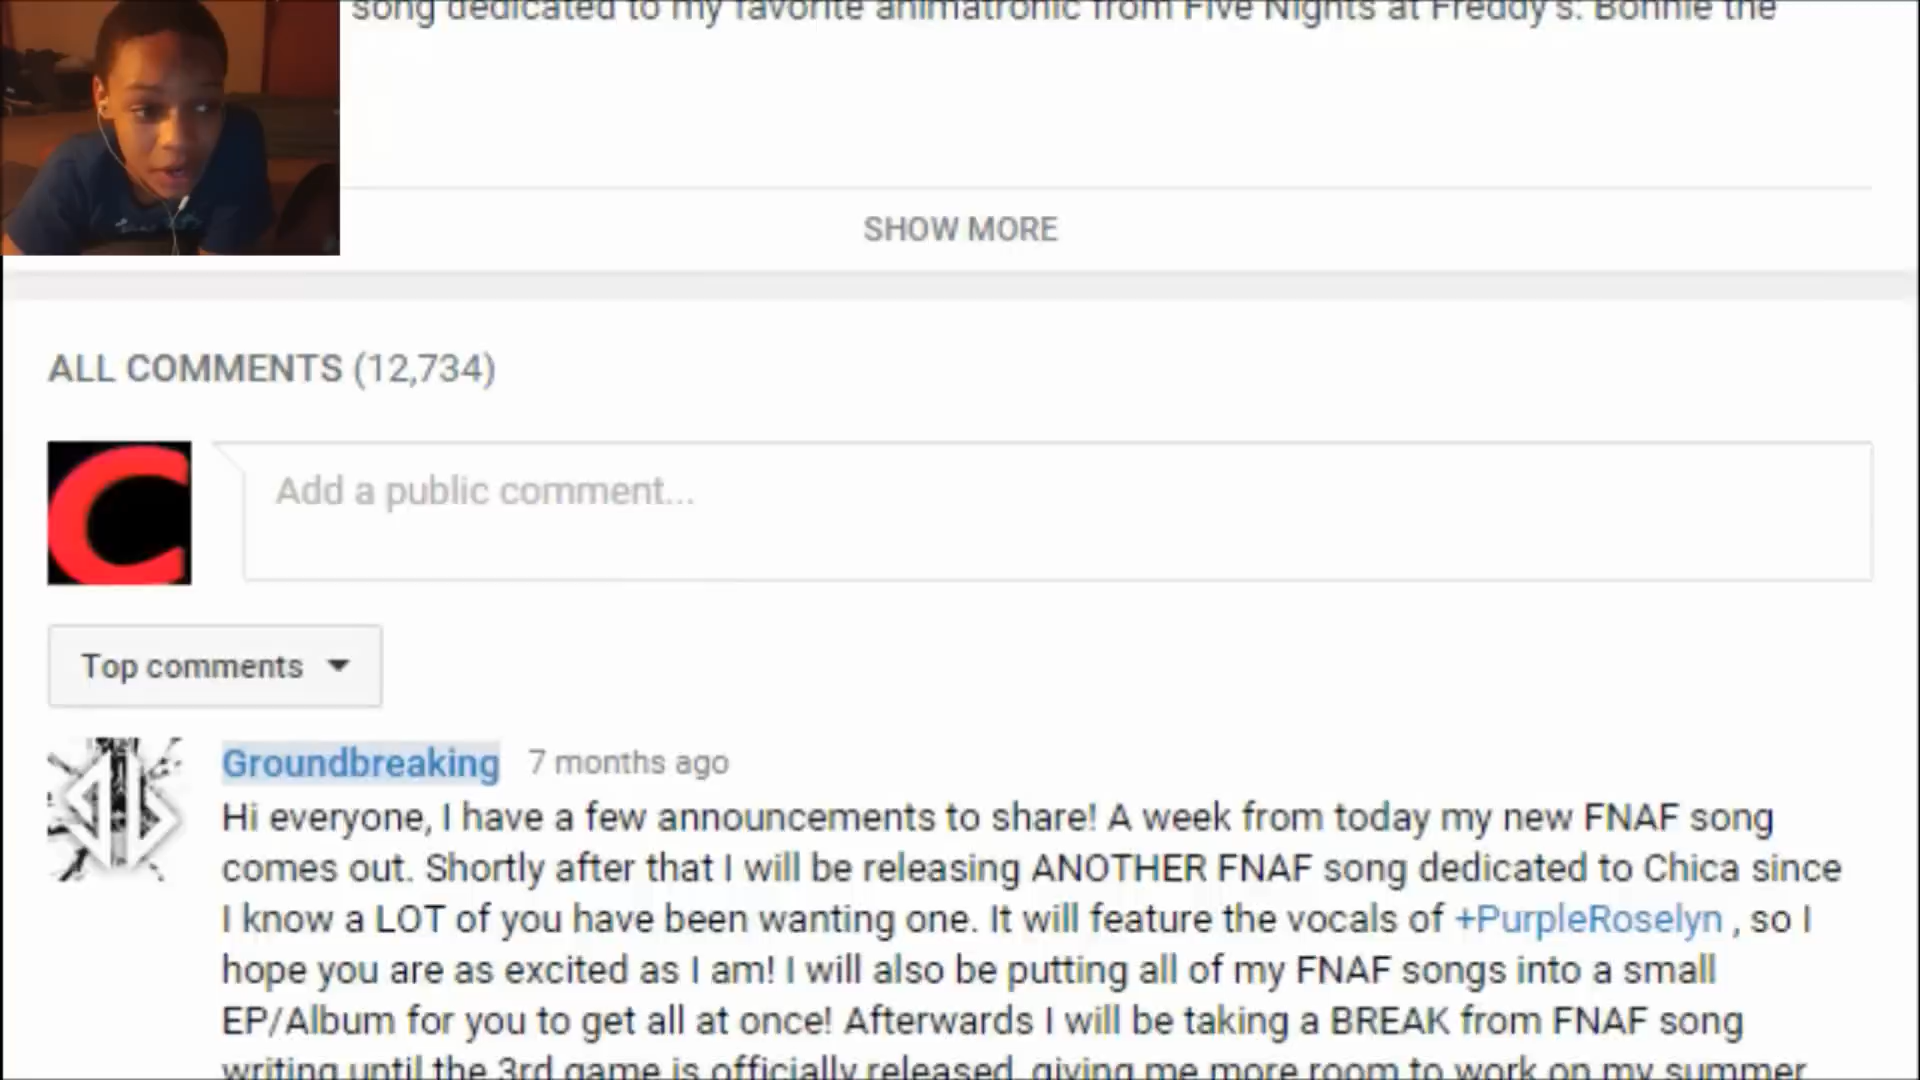 song dedicated to my favorite animatronic from Five Nights at Freddy's: Bonnie the
SHOW MORE
ALL COMMENTS (12,734)
Add a public comment...
Top comments
Groundbreaking 7 months ago
Hi everyone, I have a few announcements to share! A week from today my new FNAF song
comes out. Shortly after that I will be releasing ANOTHER FNAF song dedicated to Chica since
I know a LOT of you have been wanting one. It will feature the vocals of +PurpleRoselyn , so I
hope you are as excited as I am! I will also be putting all of my FNAF songs into a small
EP/Album for you to get all at once! Afterwards I will be taking a BREAK from FNAF song
writing until the 3rd game is officially released, giving me more room to work on my summer